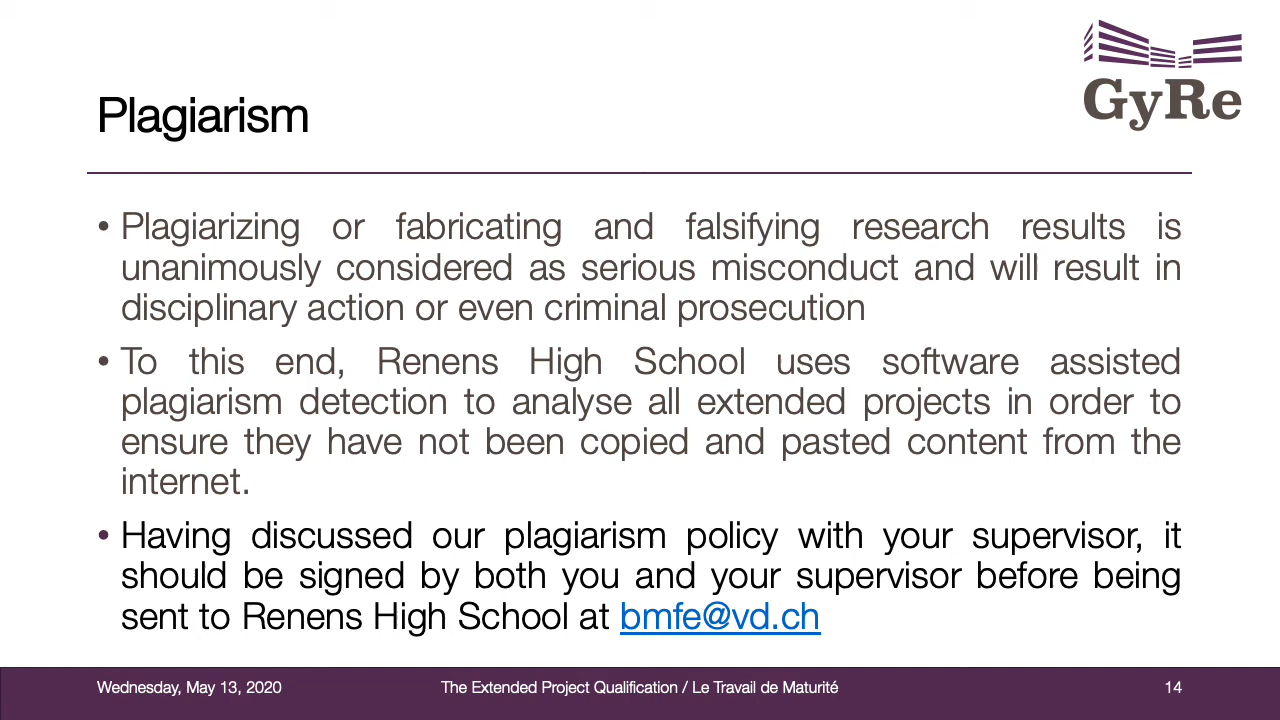 GyRe
Plagiarism
• Plagiarizing or fabricating and falsifying research results is
unanimously considered as serious misconduct and will result in
disciplinary action or even criminal prosecution
• To this end, Renens High School uses software assisted
plagiarism detection to analyse all extended projects in order to
ensure they have not been copied and pasted content from the
internet.
• Having discussed our plagiarism policy with your supervisor, it
should be signed by both you and your supervisor before being
sent to Renens High School at bmfe@vd.ch
Wednesday, May 13, 2020 The Extended Project Qualification / Le Travail de Maturité 14